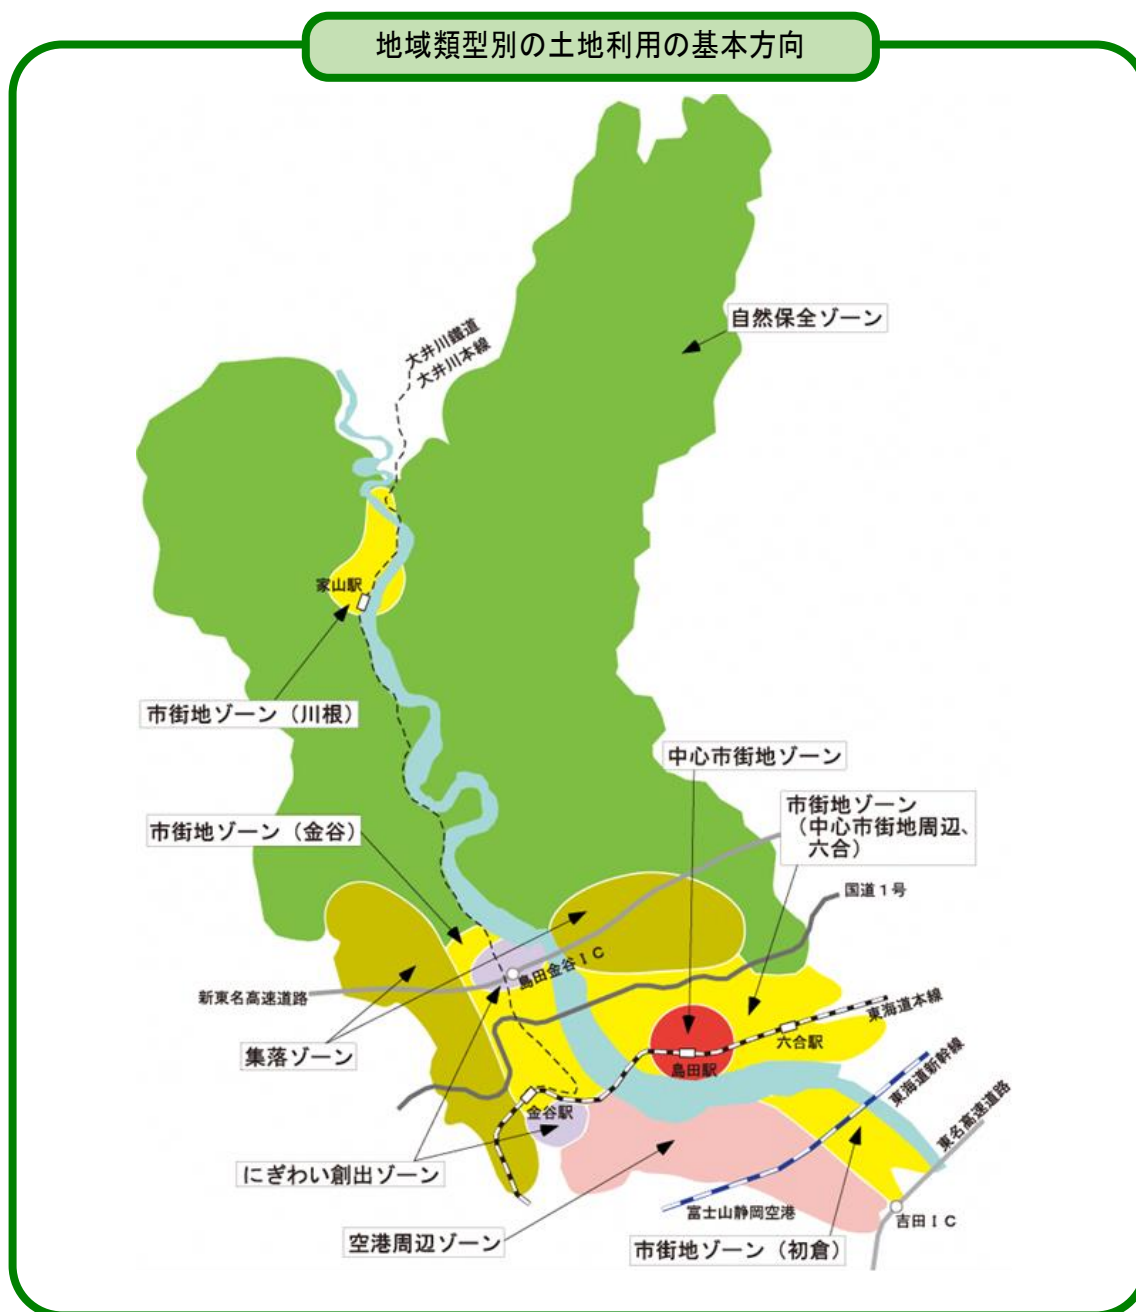 地域類型別の土地利用の基本方向
自然保全ゾーン
大井川鐵道
大井川本線
家山駅
市街地ゾーン（川根）
中心市街地ゾーン
市街地ゾーン
（中心市街地周辺、
六合）
市街地ゾーン（金谷）
国道１号
島田金谷ＩＣ
新東名高速道路
東海道本線
六合駅
集落ゾーン
島田駅
東海道新幹線
金谷駅
東名高速道路
にぎわい創出ゾーン
富士山静岡空港
吉田ＩＣ
空港周辺ゾーン
市街地ゾーン（初倉）